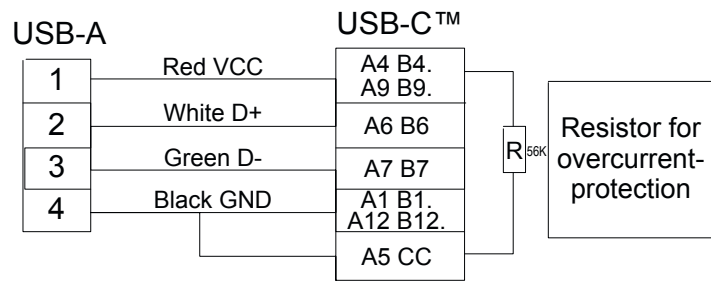 USB-A
USB-C™
1
Red VCC
A4 B4.
A9 B9.
2
White D+
A6 B6
3
Green D-
A7 B7
4
Black GND
A1 B1.
A12 B12.
A5 CC
R 56K
Resistor for
overcurrent-
protection